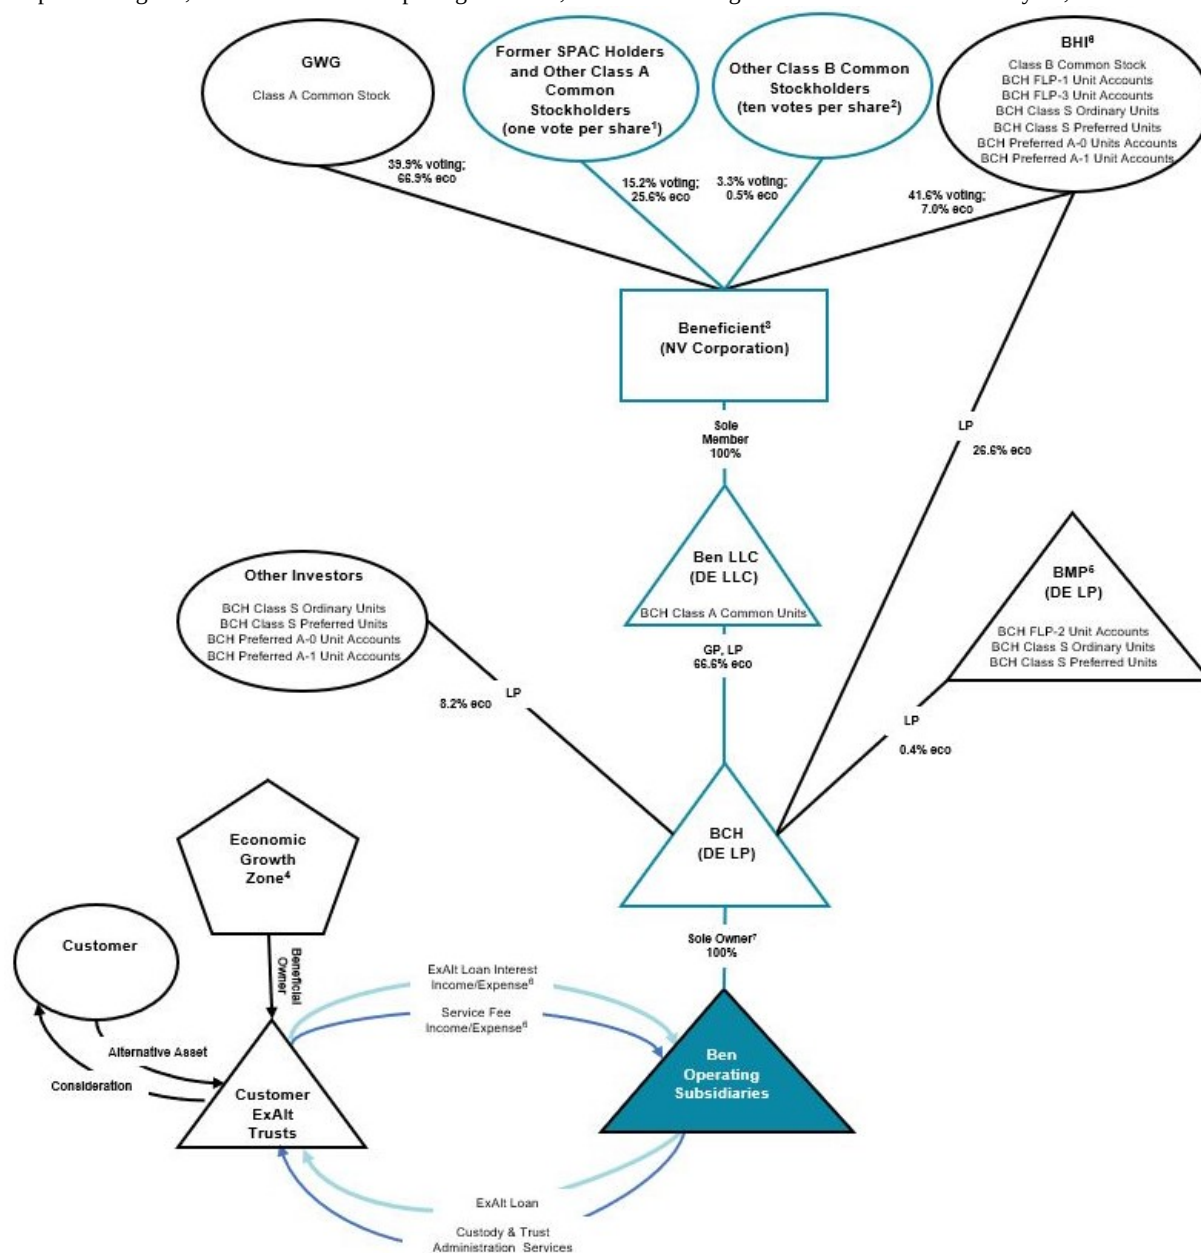 GWG
Class A Common Stock
Former SPAC Holders
and Other Class A
Common
Stockholders
(one vote per share¹)
Other Class B Common
Stockholders
(ten votes per share²)
BHI⁶
Class B Common Stock
BCH FLP-1 Unit Accounts
BCH FLP-3 Unit Accounts
BCH Class S Ordinary Units
BCH Class S Preferred Units
BCH Preferred A-0 Units Accounts
BCH Preferred A-1 Unit Accounts
39.9% voting;
66.9% eco
15.2% voting;
25.6% eco
3.3% voting;
0.5% eco
41.6% voting;
7.0% eco
Beneficient³
(NV Corporation)
Sole
Member
100%
LP
26.6% eco
Ben LLC
(DE LLC)
BCH Class A Common Units
GP, LP
66.6% eco
BMP⁵
(DE LP)
BCH FLP-2 Unit Accounts
BCH Class S Ordinary Units
BCH Class S Preferred Units
Other Investors
BCH Class S Ordinary Units
BCH Class S Preferred Units
BCH Preferred A-0 Unit Accounts
BCH Preferred A-1 Unit Accounts
LP
8.2% eco
LP
0.4% eco
BCH
(DE LP)
Economic
Growth
Zone⁴
Beneficial
Owner
Sole Owner⁷
100%
Customer
Alternative Asset
Consideration
Customer
ExAlt
Trusts
ExAlt Loan Interest
Income/Expense⁸
Service Fee
Income/Expense⁸
Ben
Operating
Subsidiaries
ExAlt Loan
Custody & Trust
Administration Services